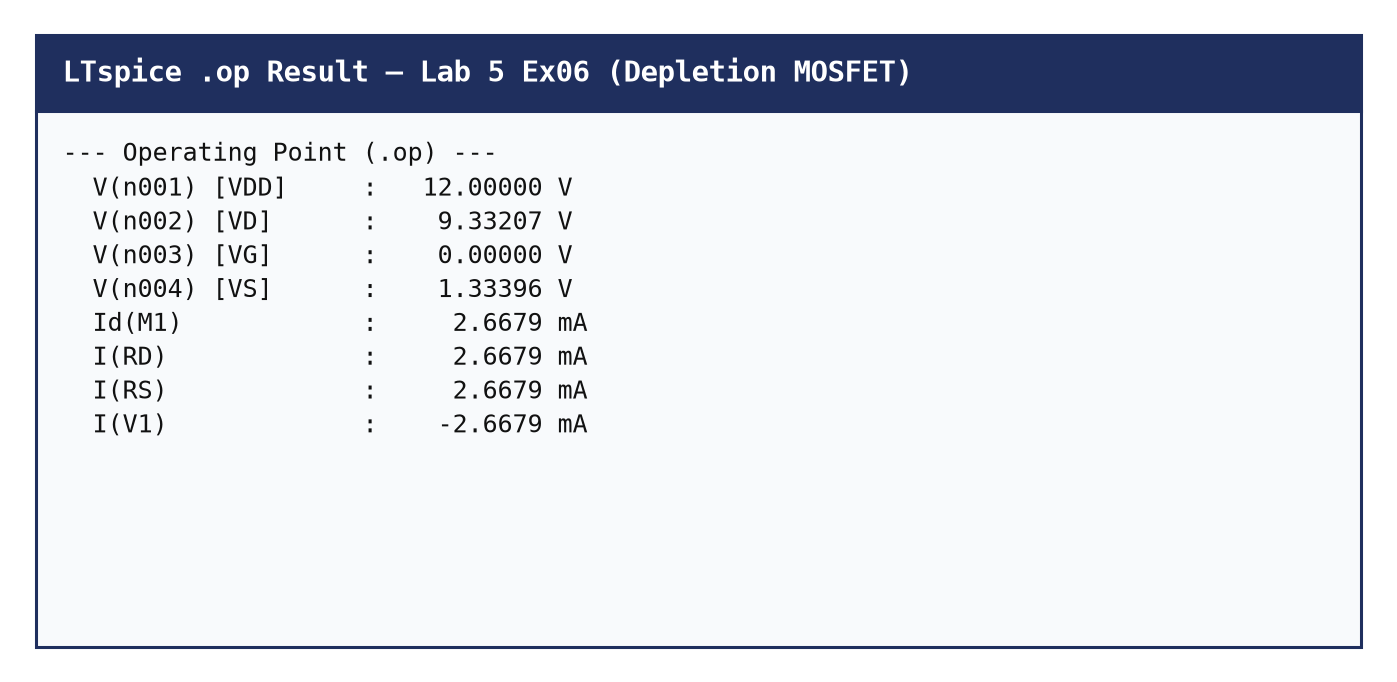 LTspice .op Result — Lab 5 Ex06 (Depletion MOSFET)
--- Operating Point (.op) ---
V(n001) [VDD] : 12.00000 V
V(n002) [VD] : 9.33207 V
V(n003) [VG] : 0.00000 V
V(n004) [VS] : 1.33396 V
Id(M1) : 2.6679 mA
I(RD) : 2.6679 mA
I(RS) : 2.6679 mA
I(V1) : -2.6679 mA